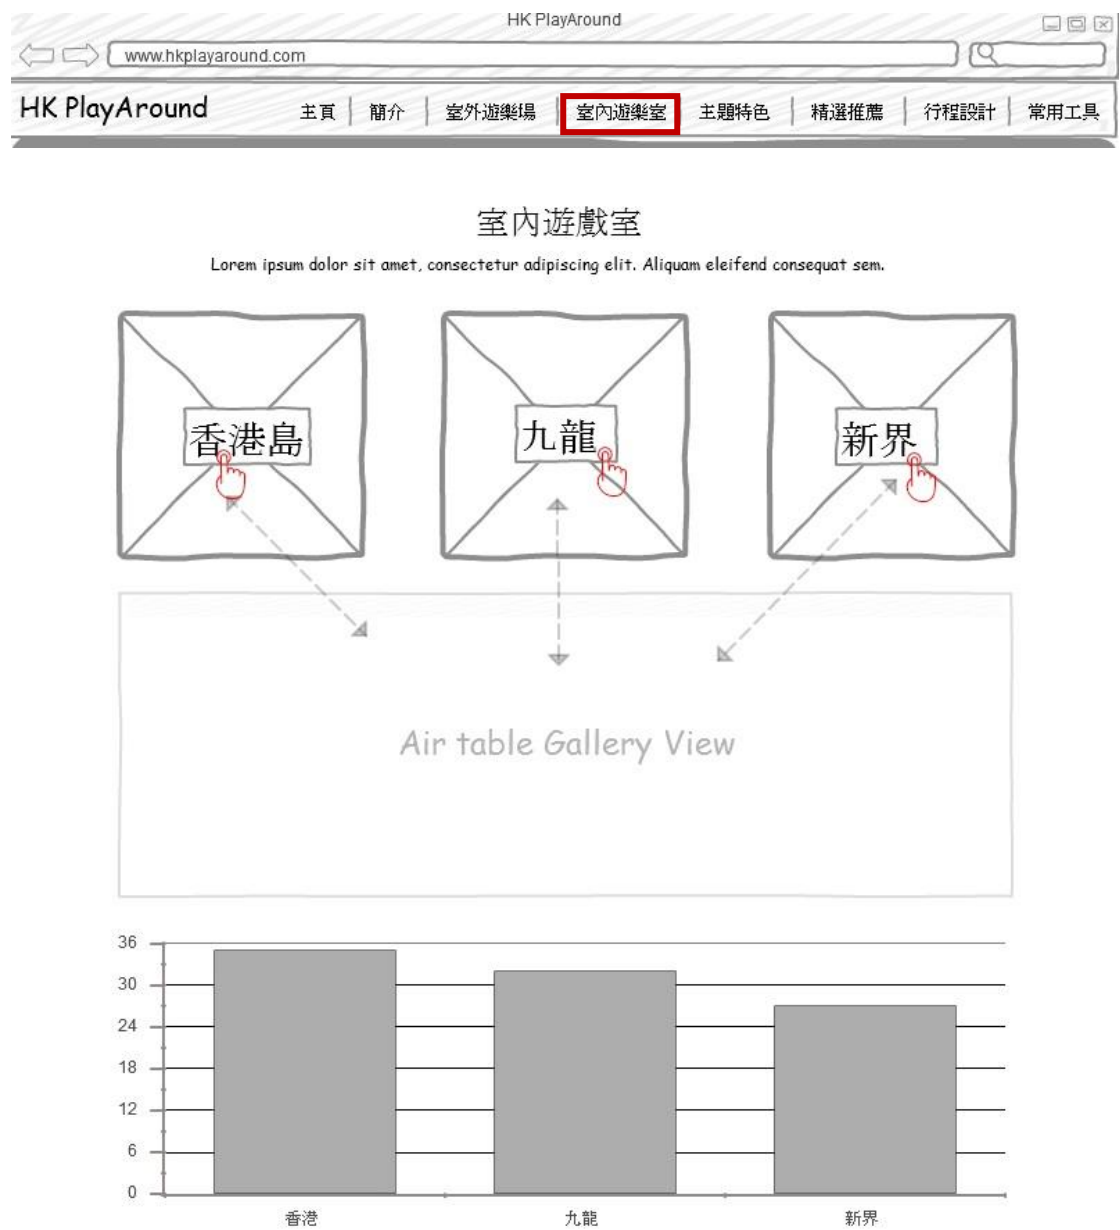 HK PlayAround
www.hkplayaround.com
HK PlayAround 主頁 簡介 室外遊樂場 室內遊樂室 主題特色 精選推薦 行程設計 常用工具
室內遊戲室
Lorem ipsum dolor sit amet, consectetur adipiscing elit. Aliquam eleifend consequat sem.
香港島 九龍 新界
Air table Gallery View
36
30
24
18
12
6
0
香港 九龍 新界